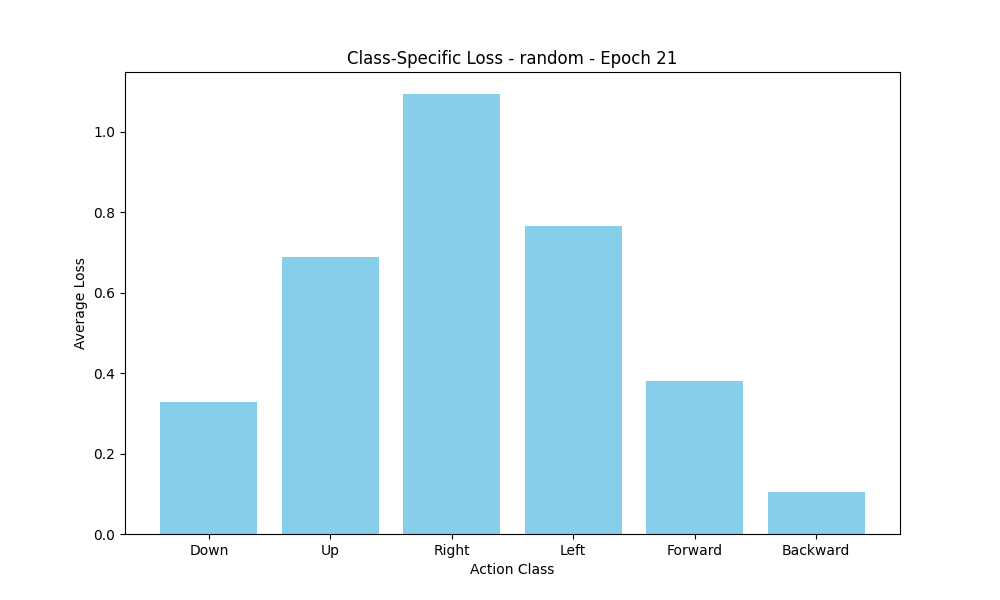 Class-Specific Loss - random - Epoch 21
Average Loss
1.0
0.8
0.6
0.4
0.2
0.0
Down Up Right Left Forward Backward
Action Class